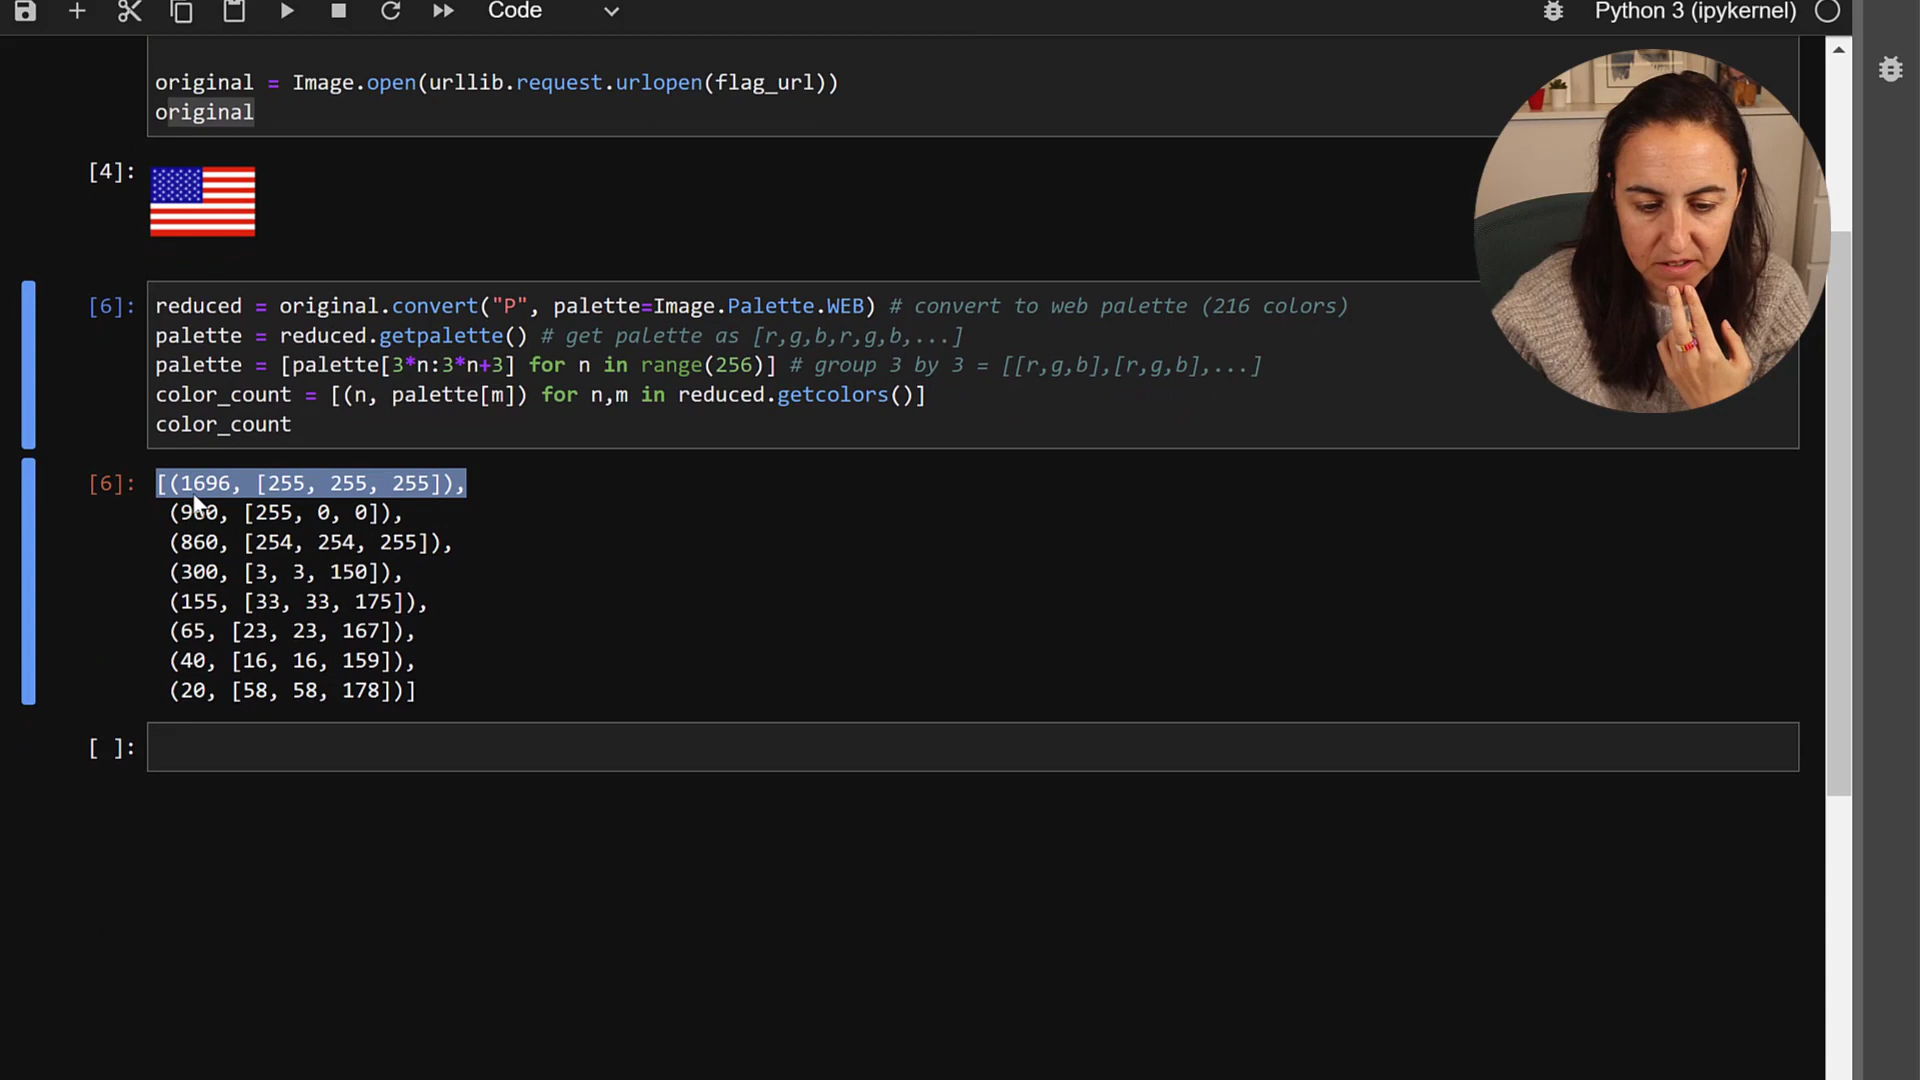 Code
Python 3 (ipykernel)
original = Image.open(urllib.request.urlopen(flag_url))
original
[4]:
[6]:
reduced = original.convert("P", palette=Image.Palette.WEB) # convert to web palette (216 colors)
palette = reduced.getpalette() # get palette as [r,g,b,r,g,b,...]
palette = [palette[3*n:3*n+3] for n in range(256)] # group 3 by 3 = [[r,g,b],[r,g,b],...]
color_count = [(n, palette[m]) for n,m in reduced.getcolors()]
color_count
[6]:
[(1696, [255, 255, 255]),
(960, [255, 0, 0]),
(860, [254, 254, 255]),
(300, [3, 3, 150]),
(155, [33, 33, 175]),
(65, [23, 23, 167]),
(40, [16, 16, 159]),
(20, [58, 58, 178])]
[ ]: